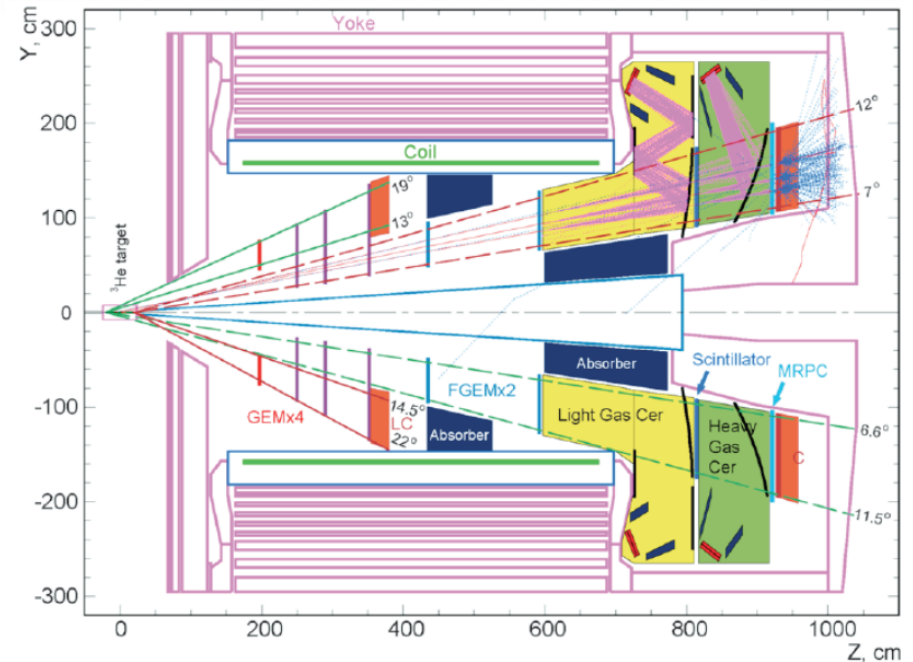 Yoke
Y, cm
300
200
100
0
-100
-200
-300
Coil
12°
7°
19°
13°
³He target
Absorber
Scintillator
MRPC
FGEMx2
GEMx4
14.5°
LC
22°
Absorber
Light Gas Cer
Heavy
Gas
Cer
C
6.6°
11.5°
0
200
400
600
800
1000
Z, cm